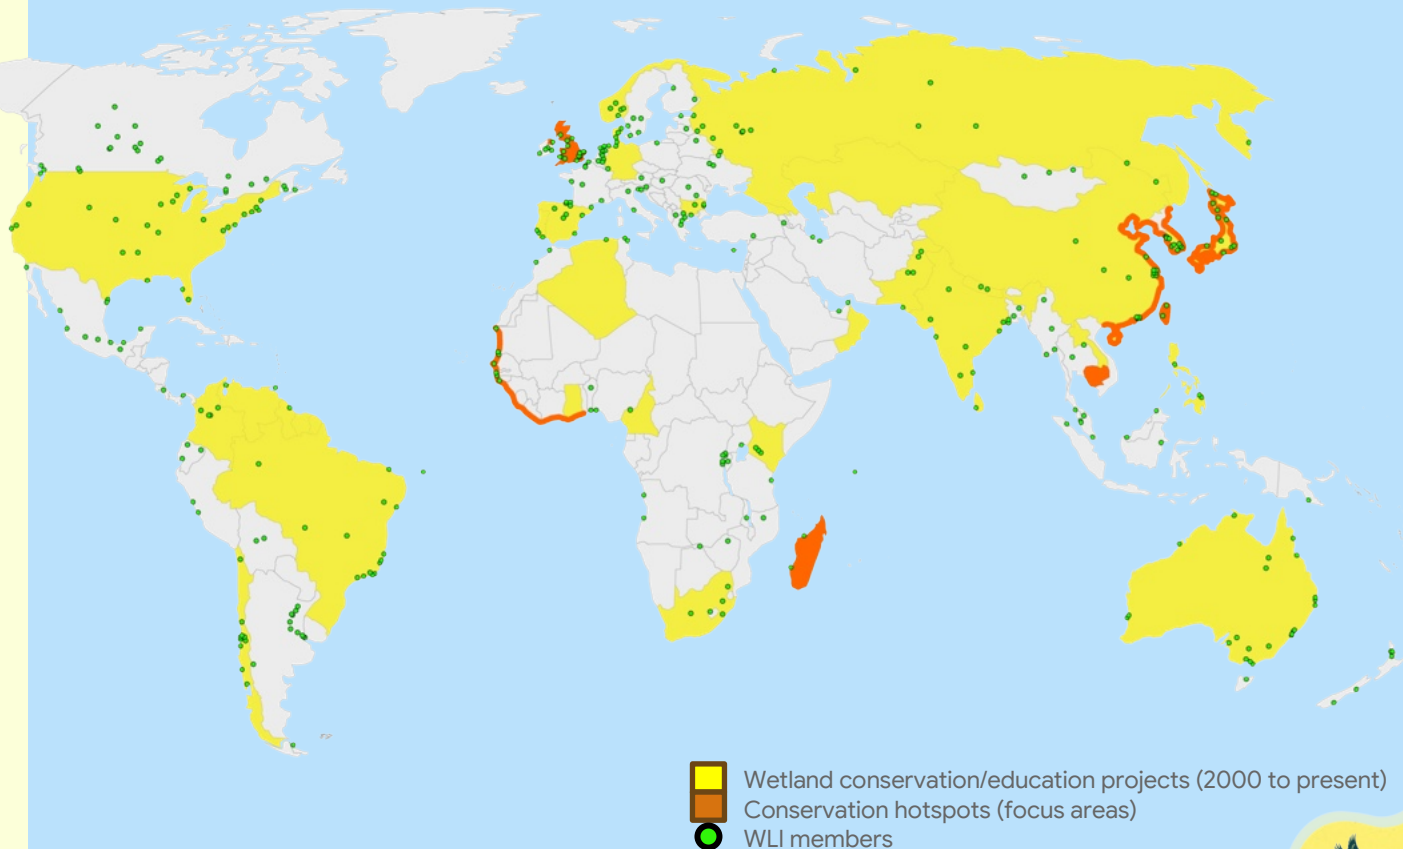 Wetland conservation/education projects (2000 to present)
Conservation hotspots (focus areas)
WLI members